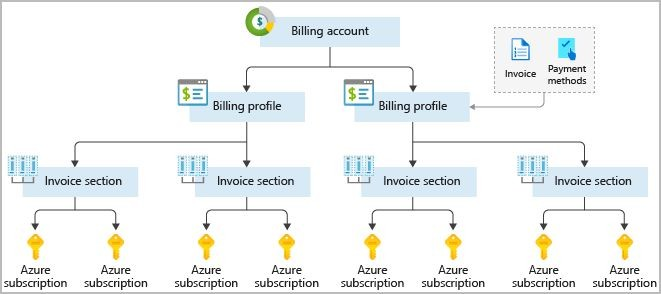 Billing account
Invoice
Payment
methods
Billing profile
Billing profile
Invoice section
Invoice section
Invoice section
Invoice section
Azure
subscription
Azure
subscription
Azure
subscription
Azure
subscription
Azure
subscription
Azure
subscription
Azure
subscription
Azure
subscription